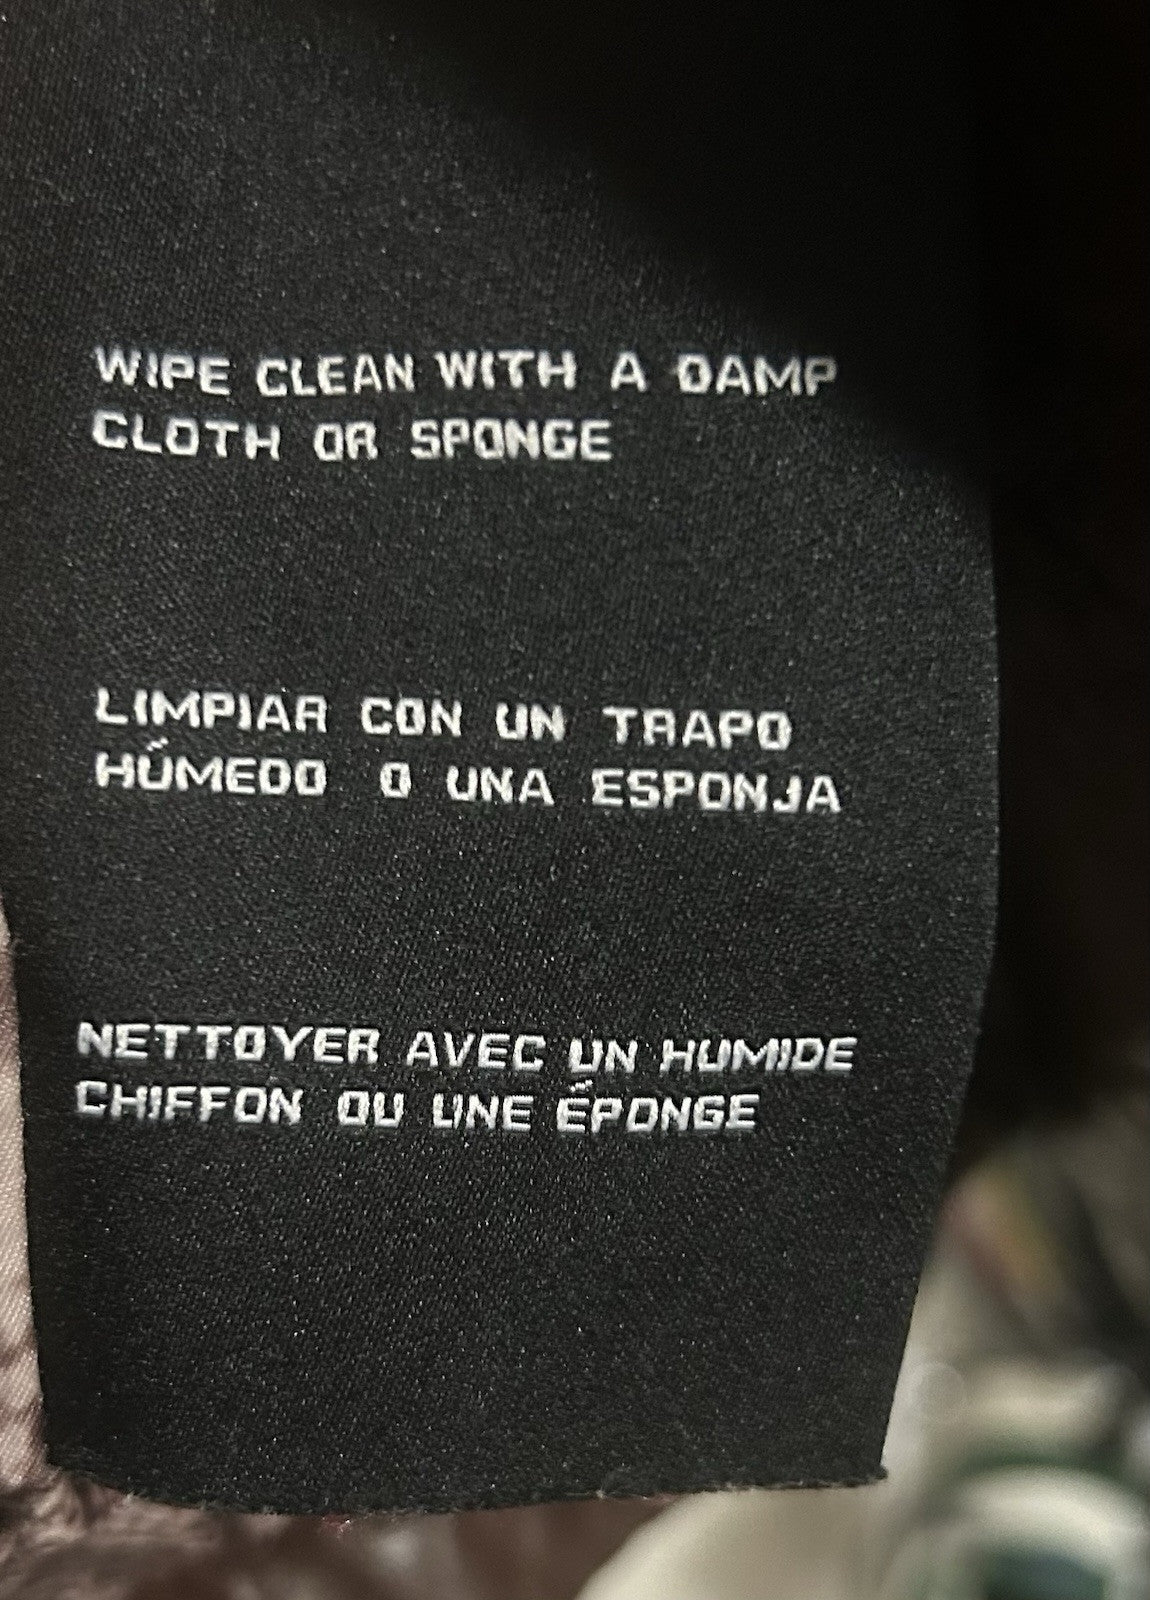 WIPE CLEAN WITH A DAMP
CLOTH OR SPONGE
LIMPIAR CON UN TRAPO
HÚMEDO O UNA ESPONJA
NETTOYER AVEC UN HUMIDE
CHIFFON OU UNE ÉPONGE